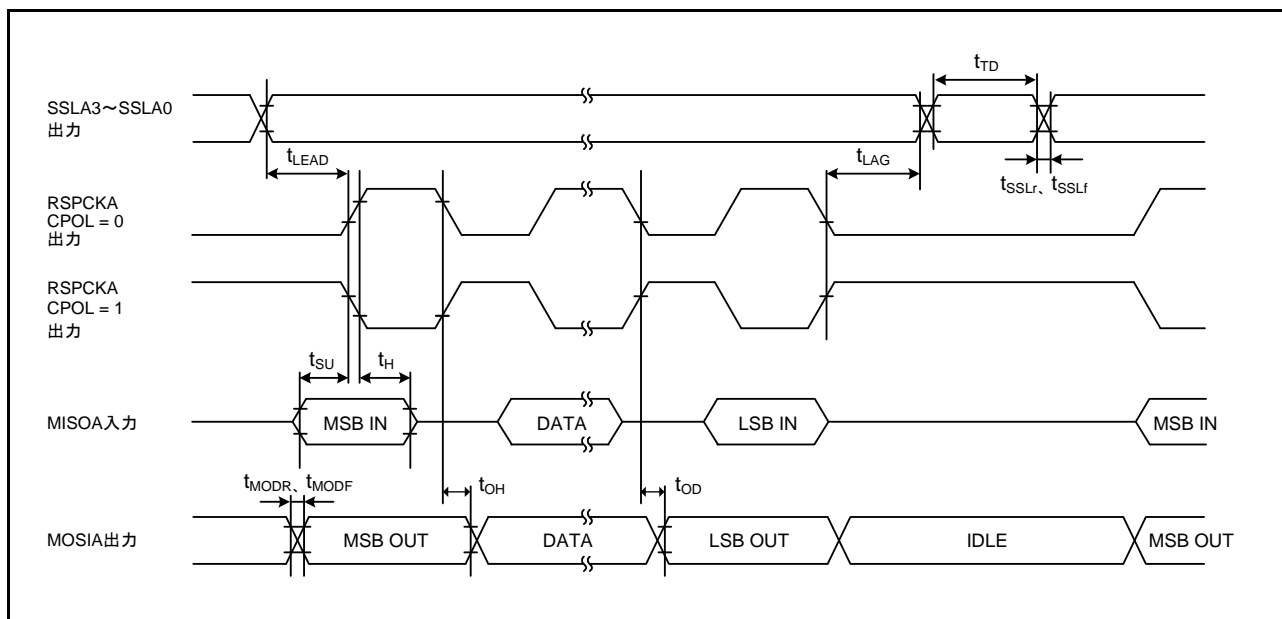 tTD
SSLA3～SSLA0
出力
tLEAD
tLAG
tSSLr、tSSLf
RSPCKA
CPOL = 0
出力
RSPCKA
CPOL = 1
出力
tSU
tH
MISOA入力
MSB IN
DATA
LSB IN
MSB IN
tMODR、tMODF
tOH
tOD
MOSIA出力
MSB OUT
DATA
LSB OUT
IDLE
MSB OUT